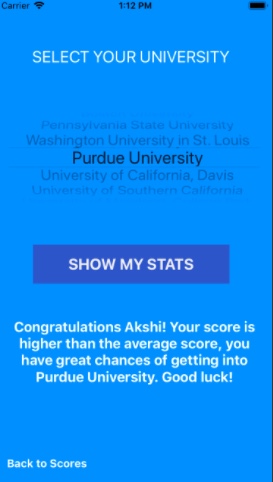 Carrier 1:12 PM
SELECT YOUR UNIVERSITY
Pennsylvania State University
Washington University in St. Louis
Purdue University
University of California, Davis
University of Southern California
SHOW MY STATS
Congratulations Akshi! Your score is
higher than the average score, you
have great chances of getting into
Purdue University. Good luck!
Back to Scores